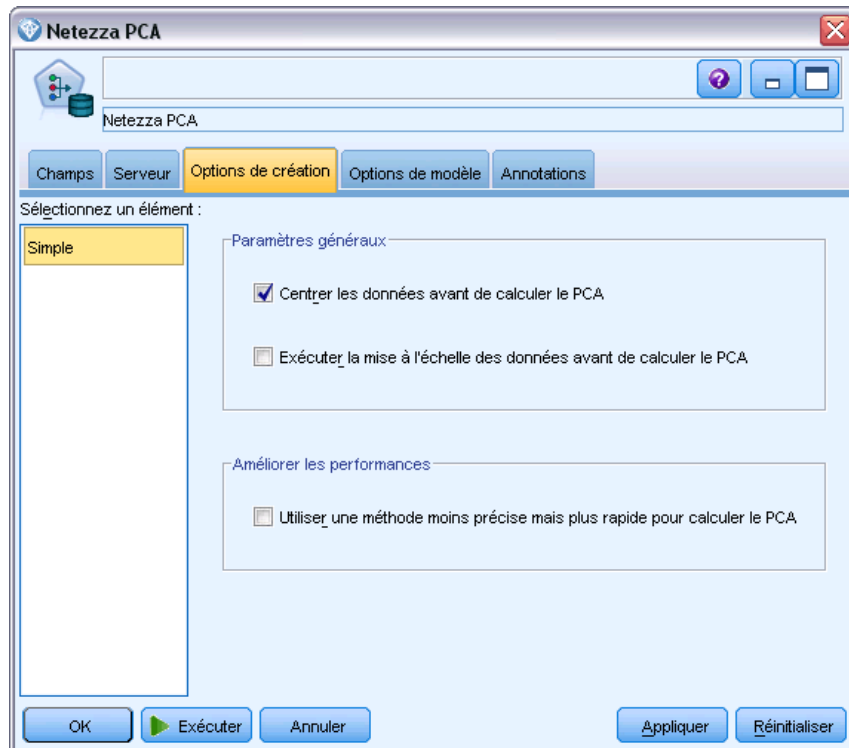 Netezza PCA
Netezza PCA
Champs Serveur Options de création Options de modèle Annotations
Sélectionnez un élément :
Simple
Paramètres généraux
Centrer les données avant de calculer le PCA
Exécuter la mise à l'échelle des données avant de calculer le PCA
Améliorer les performances
Utiliser une méthode moins précise mais plus rapide pour calculer le PCA
OK Exécuter Annuler Appliquer Réinitialiser